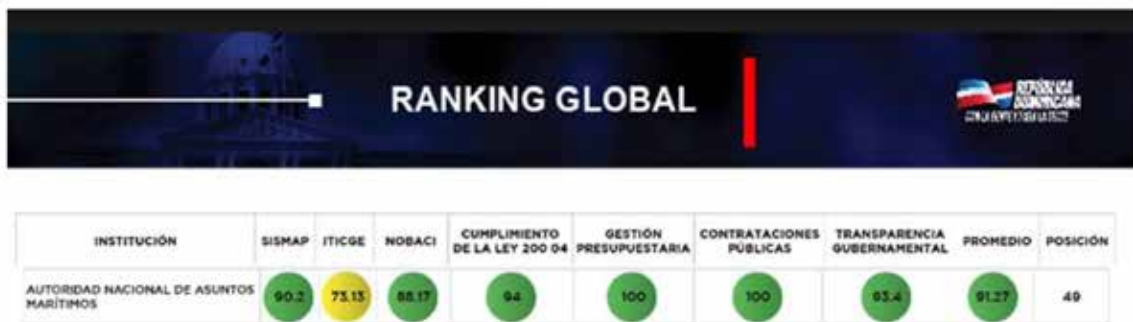 RANKING GLOBAL
REPÚBLICA
DOMINICANA
INSTITUCIÓN SISMAP ITICGE NOBACI CUMPLIMIENTO DE LA LEY 200 04 GESTIÓN PRESUPUESTARIA CONTRATACIONES PÚBLICAS TRANSPARENCIA GUBERNAMENTAL PROMEDIO POSICIÓN
AUTORIDAD NACIONAL DE ASUNTOS
MARÍTIMOS
90.2 73.13 88.17 94 100 100 93.4 91.27 49